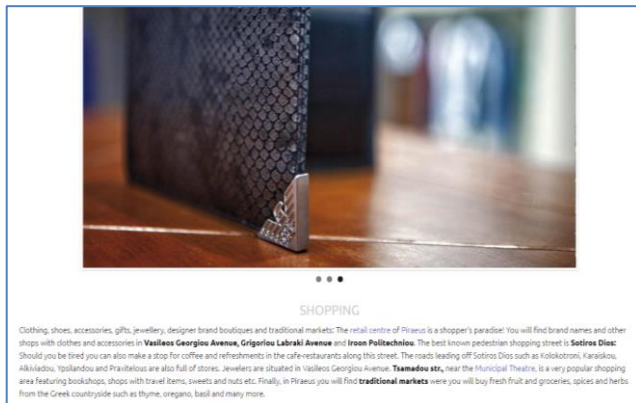 SHOPPING
Clothing, shoes, accessories, gifts, jewellery, designer brand boutiques and traditional markets: The retail centre of Piraeus is a shopper's paradise! You will find brand names and other
shops with clothes and accessories in Vasileos Georgiou Avenue, Grigoriou Labraki Avenue and Iroon Politechniou. The best known pedestrian shopping street is Sotiros Dios:
Should you be tired you can also make a stop for coffee and refreshments in the cafe-restaurants along this street. The roads leading off Sotiros Dios such as Kolokotroni, Karaiskou,
Alkiviadou, Ypsilandou and Praxitelous are also full of stores. Jewelers are situated in Vasileos Georgiou Avenue. Tsamadou str., near the Municipal Theatre, is a very popular shopping
area featuring bookshops, shops with travel items, sweets and nuts etc. Finally, in Piraeus you will find traditional markets were you will buy fresh fruit and groceries, spices and herbs
from the Greek countryside such as thyme, oregano, basil and many more.